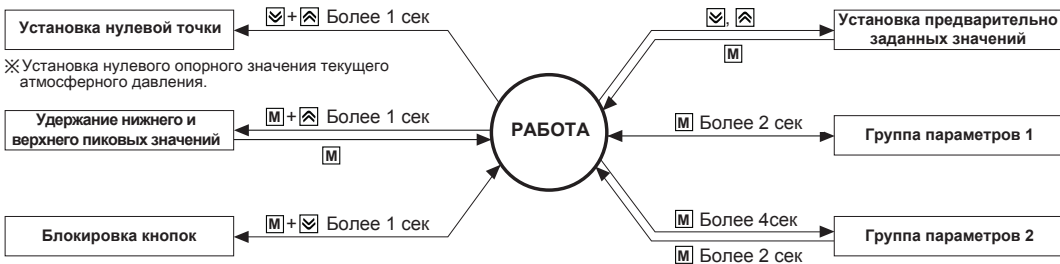 Установка нулевой точки
※ Установка нулевого опорного значения текущего
атмосферного давления.
Удержание нижнего и
верхнего пиковых значений
Блокировка кнопок
+ Более 1 сек
M + Более 1 сек
M
M + Более 1 сек
РАБОТА
,
M
M Более 2 сек
M Более 4сек
M Более 2 сек
Установка предварительно
заданных значений
Группа параметров 1
Группа параметров 2